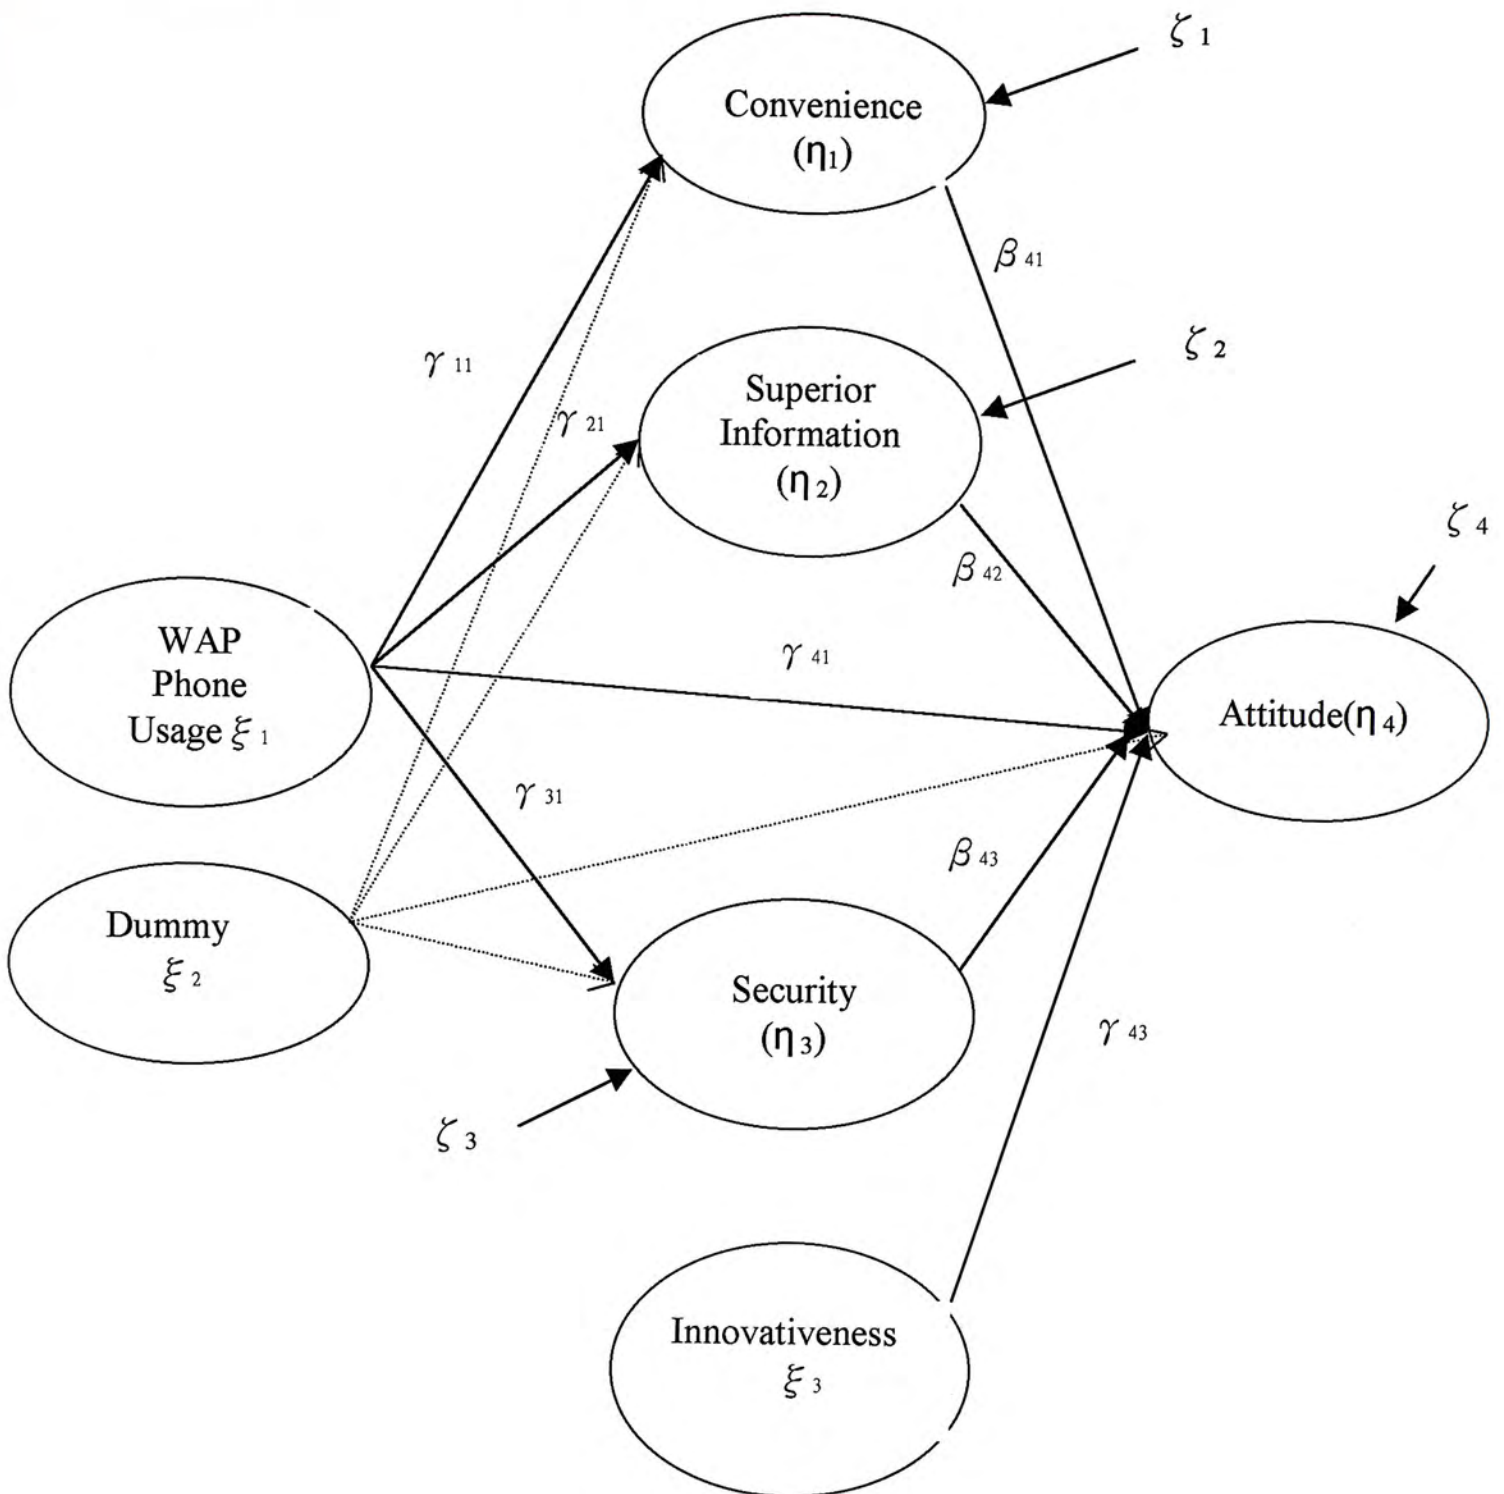 ζ 1
Convenience
(η1)
β 41
ζ 2
γ 11
Superior
Information
(η 2)
γ 21
ζ 4
β 42
WAP
Phone
Usage ξ 1
γ 41
Attitude(η 4)
γ 31
β 43
Dummy
ξ 2
Security
(η 3)
γ 43
ζ 3
Innovativeness
ξ 3